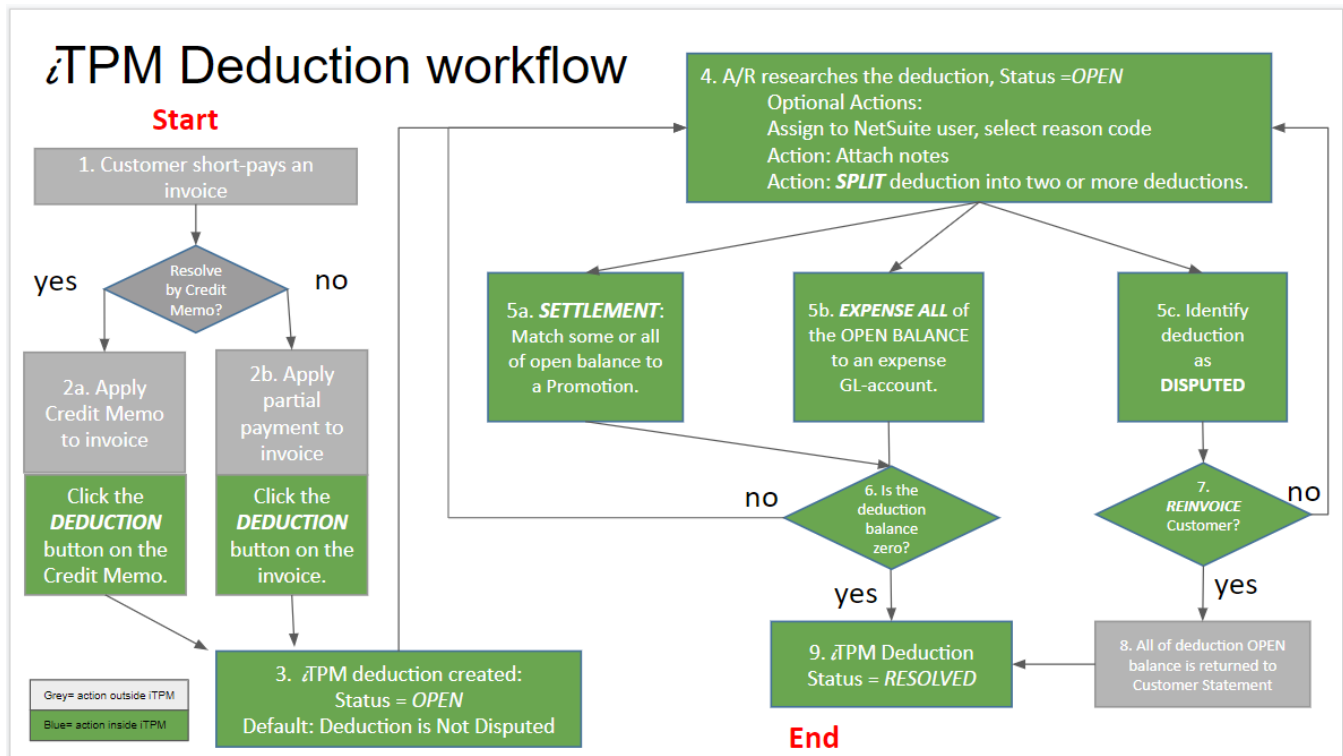 iTPM Deduction workflow
Start
1. Customer short-pays an
invoice
yes
Resolve
by Credit
Memo?
no
2a. Apply
Credit Memo
to invoice
Click the
DEDUCTION
button on the
Credit Memo.
2b. Apply
partial
payment to
invoice
Click the
DEDUCTION
button on the
invoice.
3. iTPM deduction created:
Status = OPEN
Default: Deduction is Not Disputed
Grey= action outside iTPM
Blue= action inside iTPM
4. A/R researches the deduction, Status =OPEN
Optional Actions:
Assign to NetSuite user, select reason code
Action: Attach notes
Action: SPLIT deduction into two or more deductions.
5a. SETTLEMENT:
Match some or all
of open balance to
a Promotion.
5b. EXPENSE ALL of
the OPEN BALANCE
to an expense
GL-account.
5c. Identify
deduction
as
DISPUTED
no
6. Is the
deduction
balance
zero?
yes
7.
REINVOICE
Customer?
no
yes
8. All of deduction OPEN
balance is returned to
Customer Statement
9. iTPM Deduction
Status = RESOLVED
End